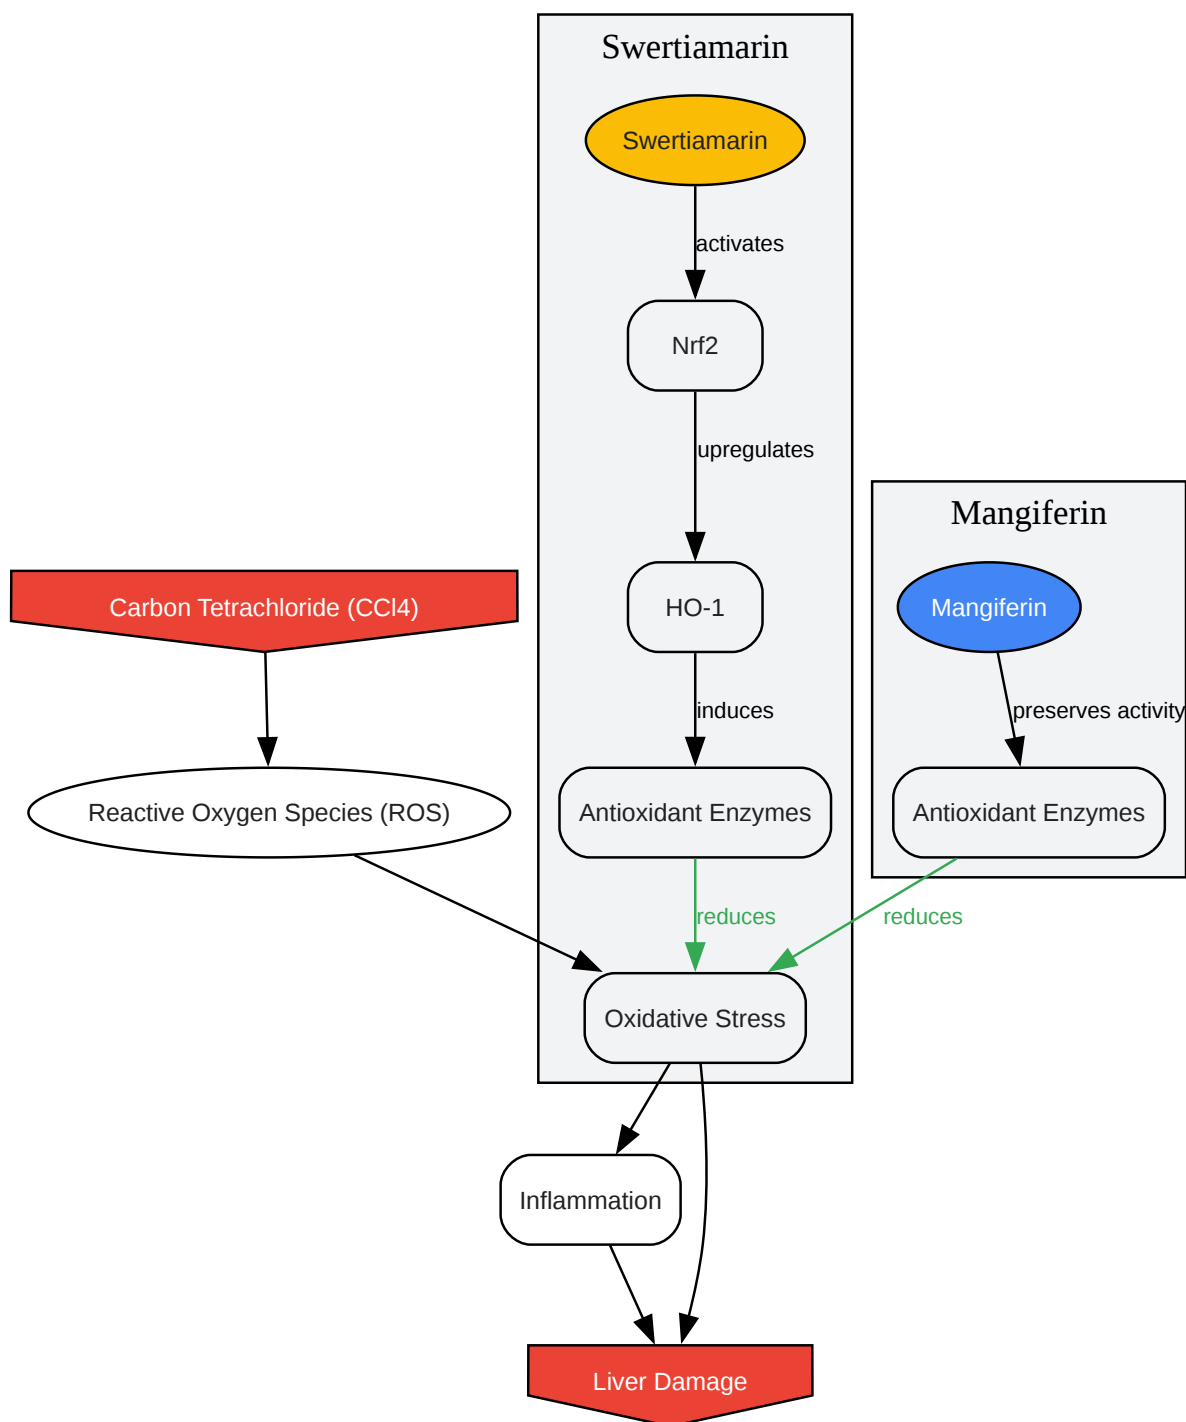 Swertiamarin
Swertiamarin
activates
Nrf2
upregulates
Mangiferin
Carbon Tetrachloride (CCl4)
HO-1
Mangiferin
induces
preserves activity
Reactive Oxygen Species (ROS)
Antioxidant Enzymes
Antioxidant Enzymes
reduces
reduces
Oxidative Stress
Inflammation
Liver Damage